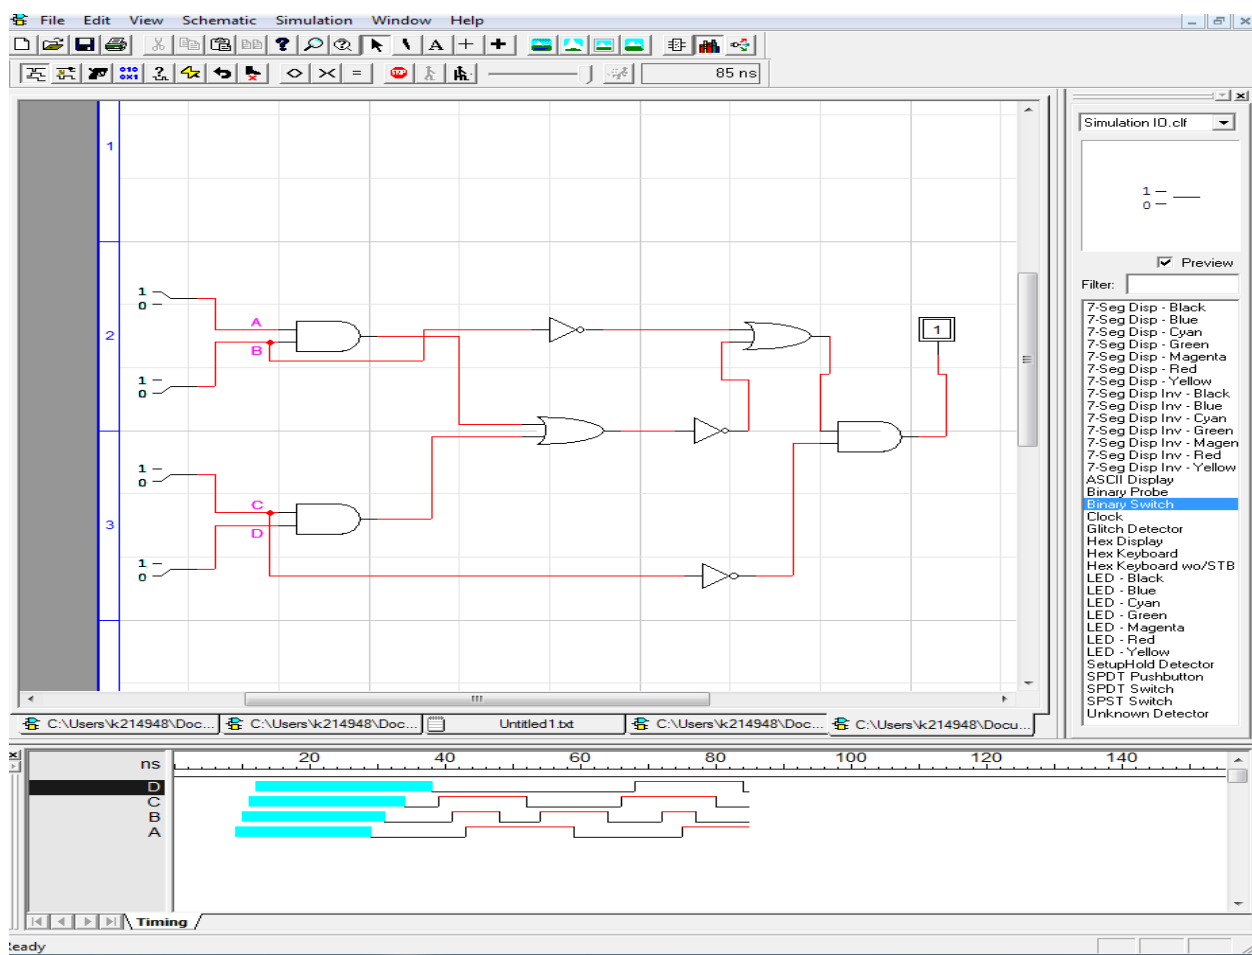 File Edit View Schematic Simulation Window Help
85 ns
Simulation IO.clf
1
0
Preview
Filter:
7-Seg Disp - Black
7-Seg Disp - Blue
7-Seg Disp - Cyan
7-Seg Disp - Green
7-Seg Disp - Magenta
7-Seg Disp - Red
7-Seg Disp - Yellow
7-Seg Disp Inv - Black
7-Seg Disp Inv - Blue
7-Seg Disp Inv - Cyan
7-Seg Disp Inv - Green
7-Seg Disp Inv - Magen
7-Seg Disp Inv - Red
7-Seg Disp Inv - Yellow
ASCII Display
Binary Probe
Binary Switch
Clock
Glitch Detector
Hex Display
Hex Keyboard
Hex Keyboard wo/STB
LED - Black
LED - Blue
LED - Cyan
LED - Green
LED - Magenta
LED - Red
LED - Yellow
SetupHold Detector
SPDT Pushbutton
SPDT Switch
SPST Switch
Unknown Detector
1
2
3
1
0
A
B
1
0
1
1
0
C
D
1
0
C:\Users\k214948\Doc... C:\Users\k214948\Doc... Untitled1.txt C:\Users\k214948\Doc... C:\Users\k214948\Docu...
ns 20 40 60 80 100 120 140
D
C
B
A
Timing
Ready